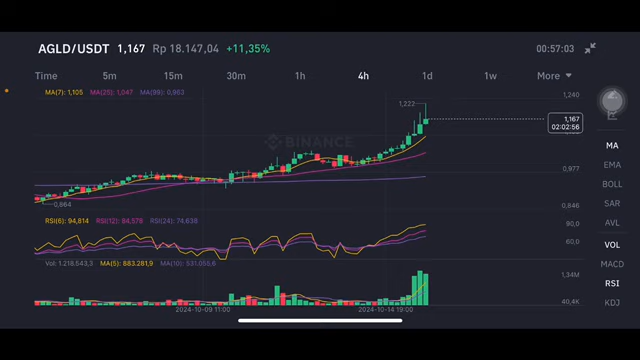 AGLD/USDT 1,167 Rp 18.147,04 +11,35% 00:57:03
Time 5m 15m 30m 1h 4h 1d 1w More
MA(7): 1,105 MA(25): 1,047 MA(99): 0,963
1,240
1,222
1,167
02:02:56
BINANCE
0,977
0,864
0,846
RSI(6): 94,814 RSI(12): 84,579 RSI(24): 74,638
90,0
60,0
Vol: 1.218.543,3 MA(5): 883.281,9 MA(10): 531.055,6
1,34M
40,4K
2024-10-09 11:00 2024-10-14 19:00
MA
EMA
BOLL
SAR
AVL
VOL
MACD
RSI
KDJ